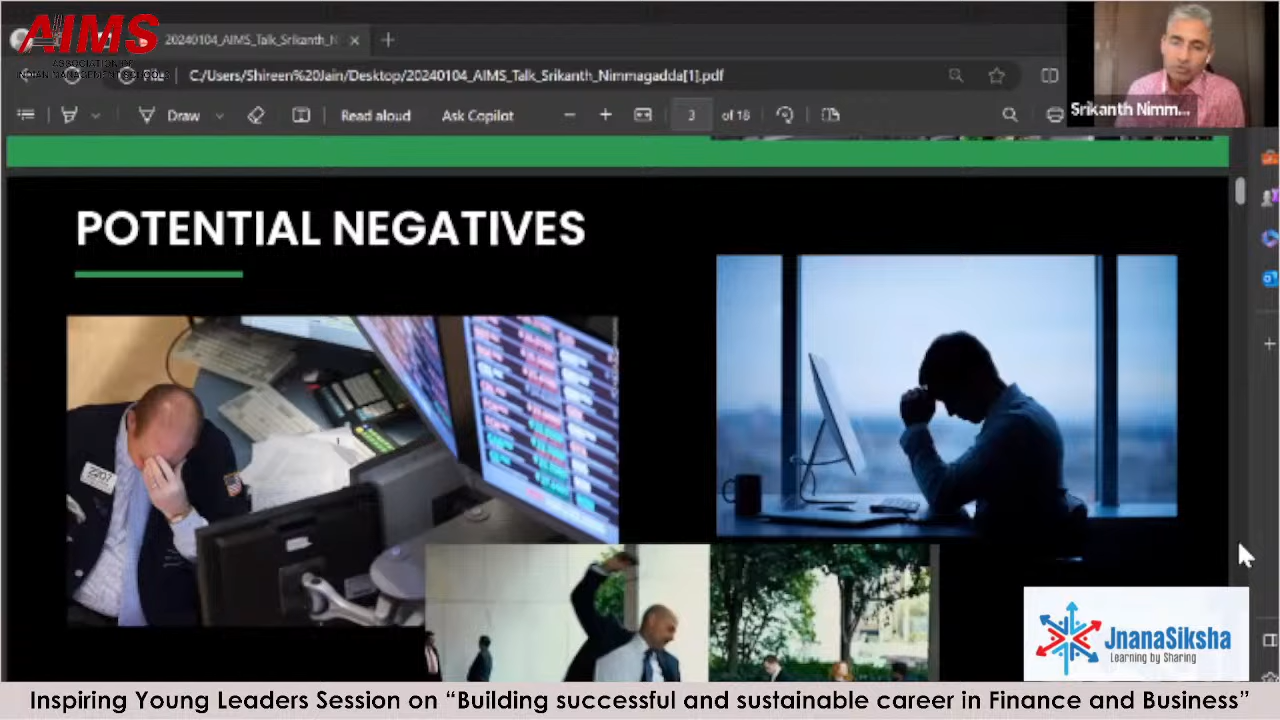 AIMS
ASSOCIATION OF
INDIAN MANAGEMENT SCHOOLS
20240104_AIMS_Talk_Srikanth_N
C:/Users/Shireen%20Jain/Desktop/20240104_AIMS_Talk_Srikanth_Nimmagadda[1].pdf
Draw
Read aloud
Ask Copilot
3 of 18
Srikanth Nimm...
POTENTIAL NEGATIVES
2207
JnanaSiksha
Learning by Sharing
Inspiring Young Leaders Session on “Building successful and sustainable career in Finance and Business”